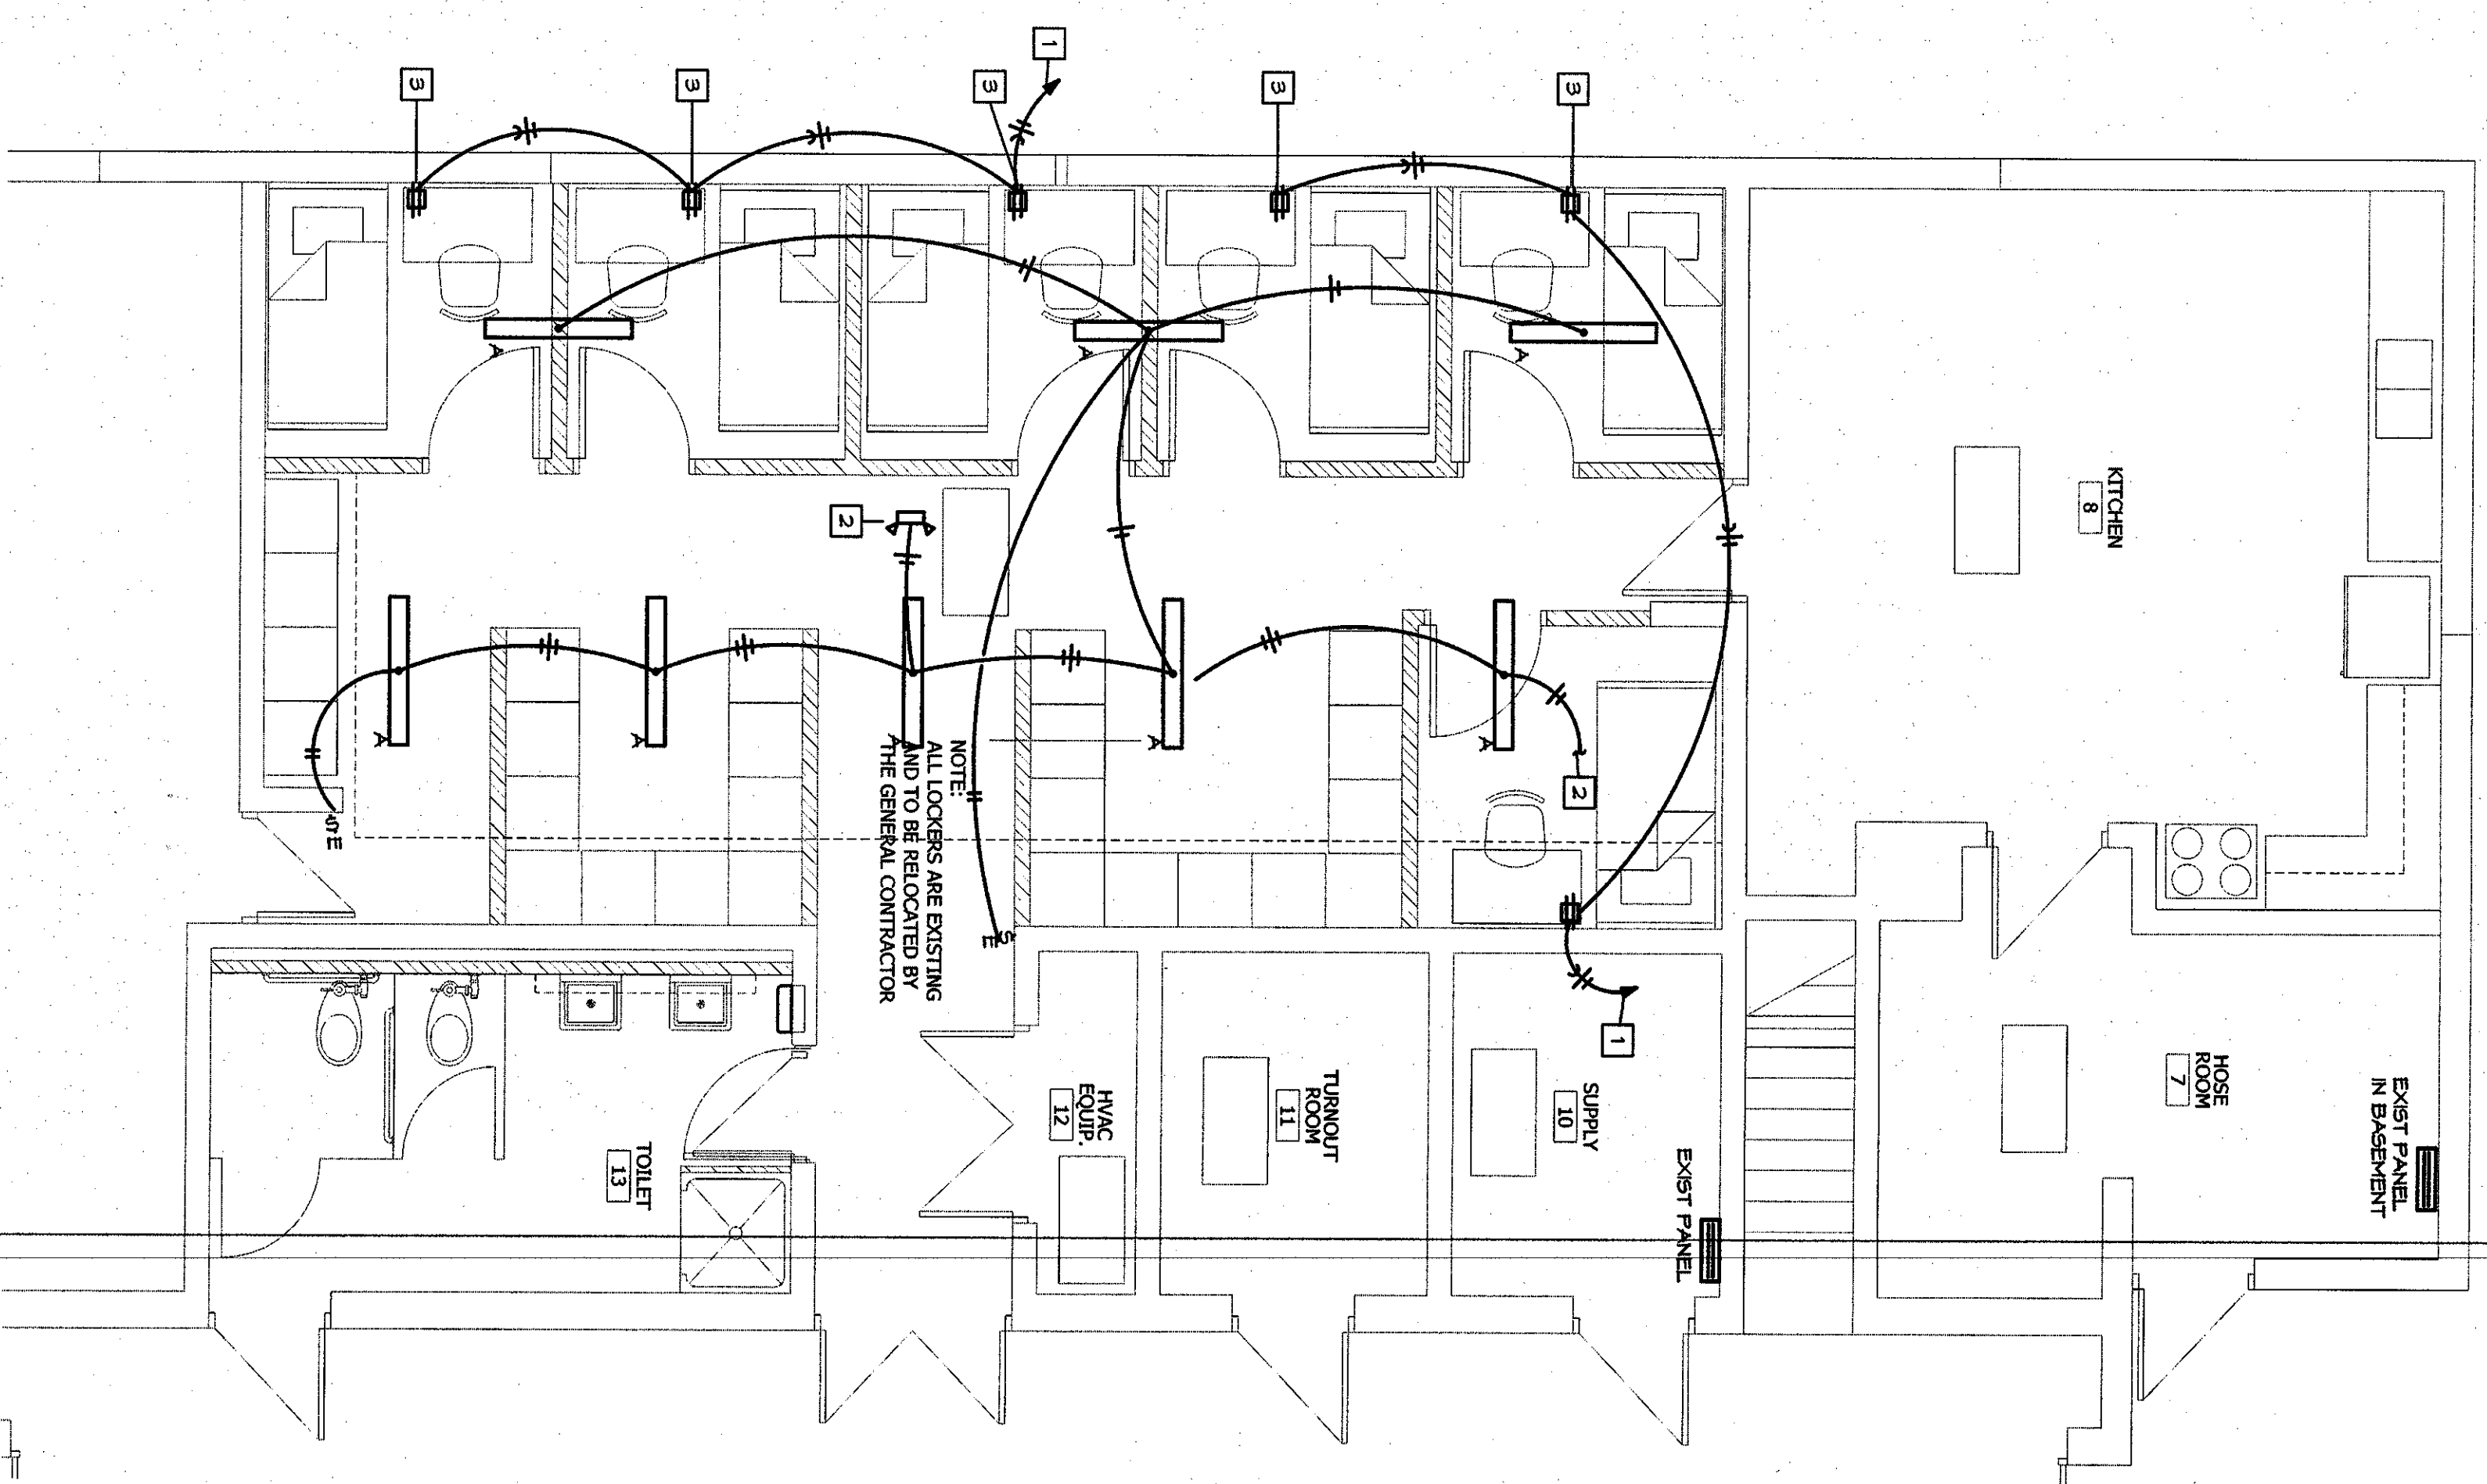 1
3
3
3
3
3
A
A
A
KITCHEN
8
2
A
A
A
A
A
2
SE
SE
NOTE:
ALL LOCKERS ARE EXISTING
AND TO BE RELOCATED BY
THE GENERAL CONTRACTOR
1
HOSE
ROOM
7
EXIST PANEL
IN BASEMENT
SUPPLY
10
EXIST PANEL
TURNOUT
ROOM
11
HVAC
EQUIP.
12
TOILET
13